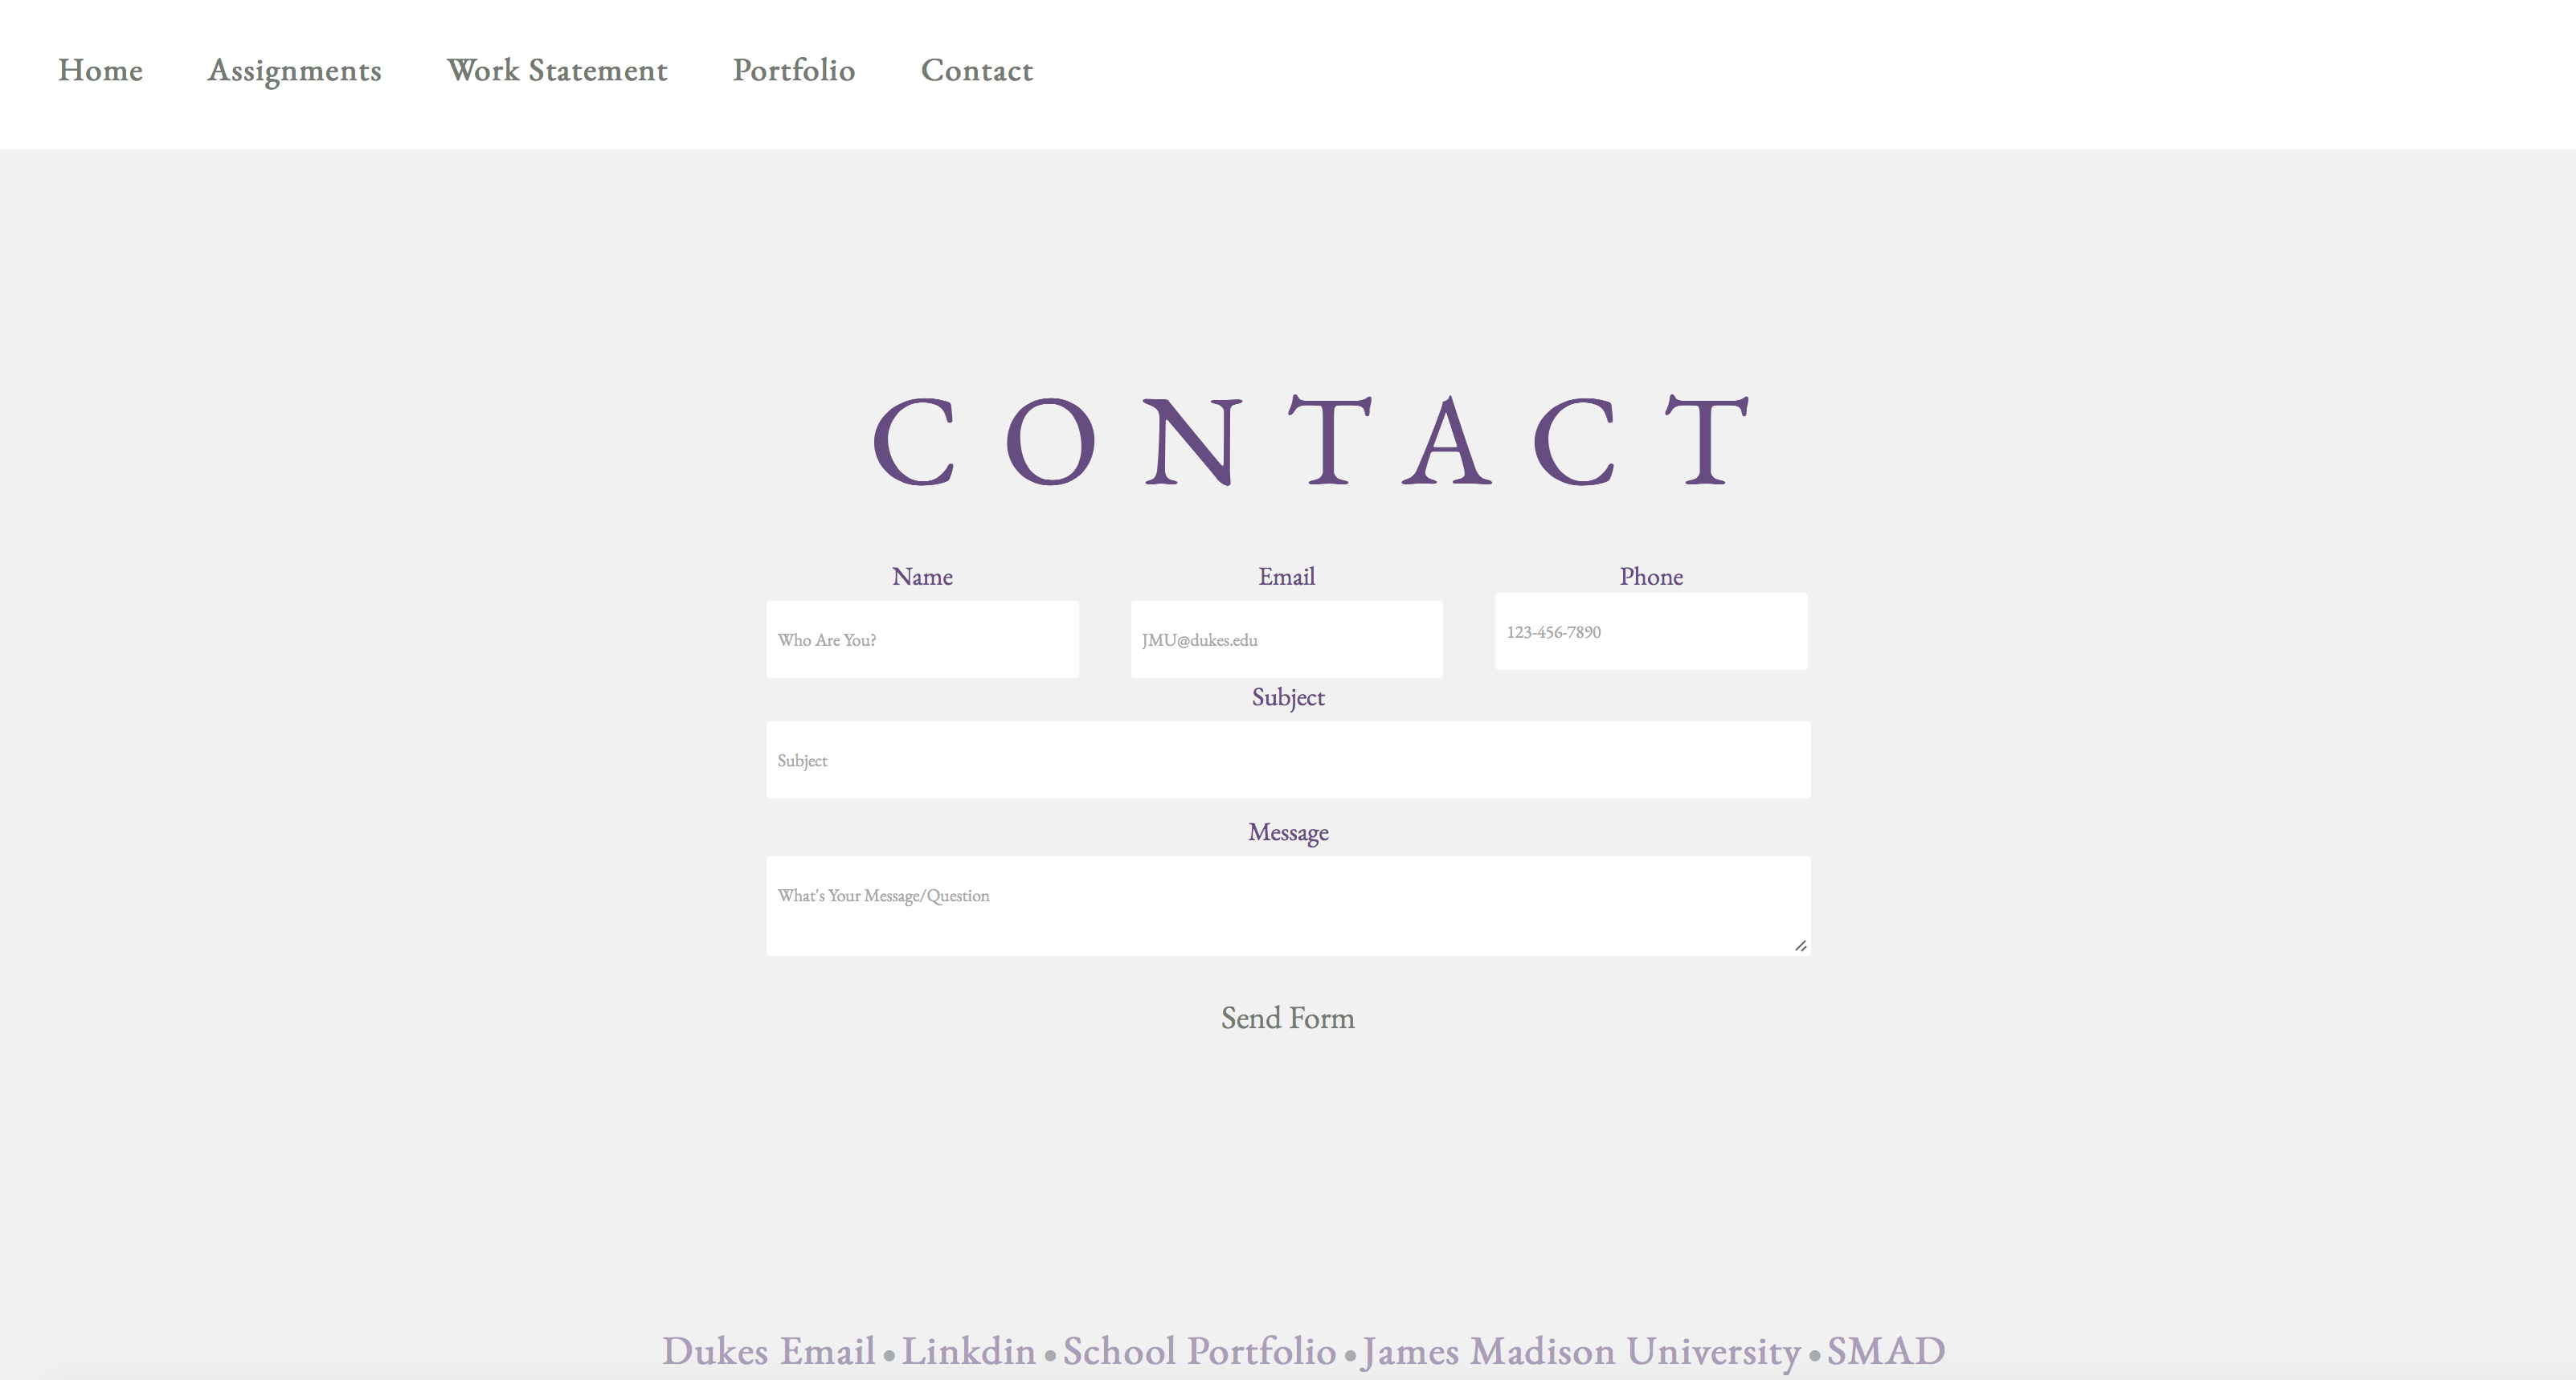 Home Assignments Work Statement Portfolio Contact
CONTACT
Name Email Phone
Who Are You? JMU@dukes.edu 123-456-7890
Subject
Subject
Message
What's Your Message/Question
Send Form
Dukes Email • Linkdin • School Portfolio • James Madison University • SMAD